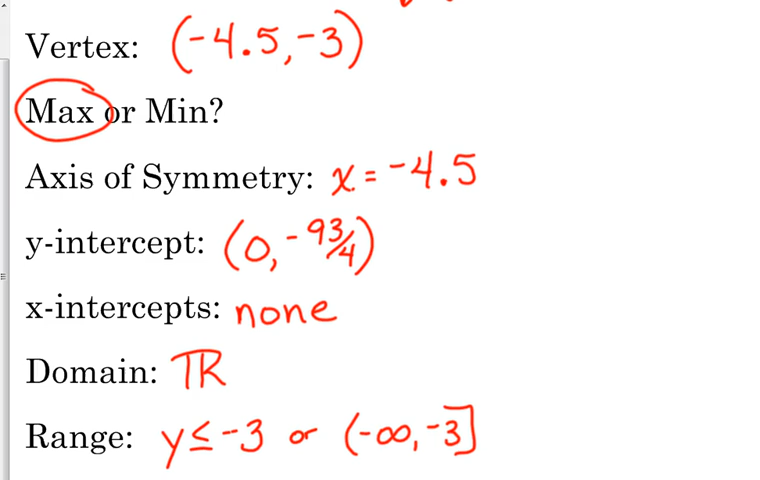 Vertex: (-4.5, -3)
Max or Min?
Axis of Symmetry: x = -4.5
y-intercept: (0, -93/4)
x-intercepts: none
Domain: ℝ
Range: y ≤ -3 or (-∞, -3]